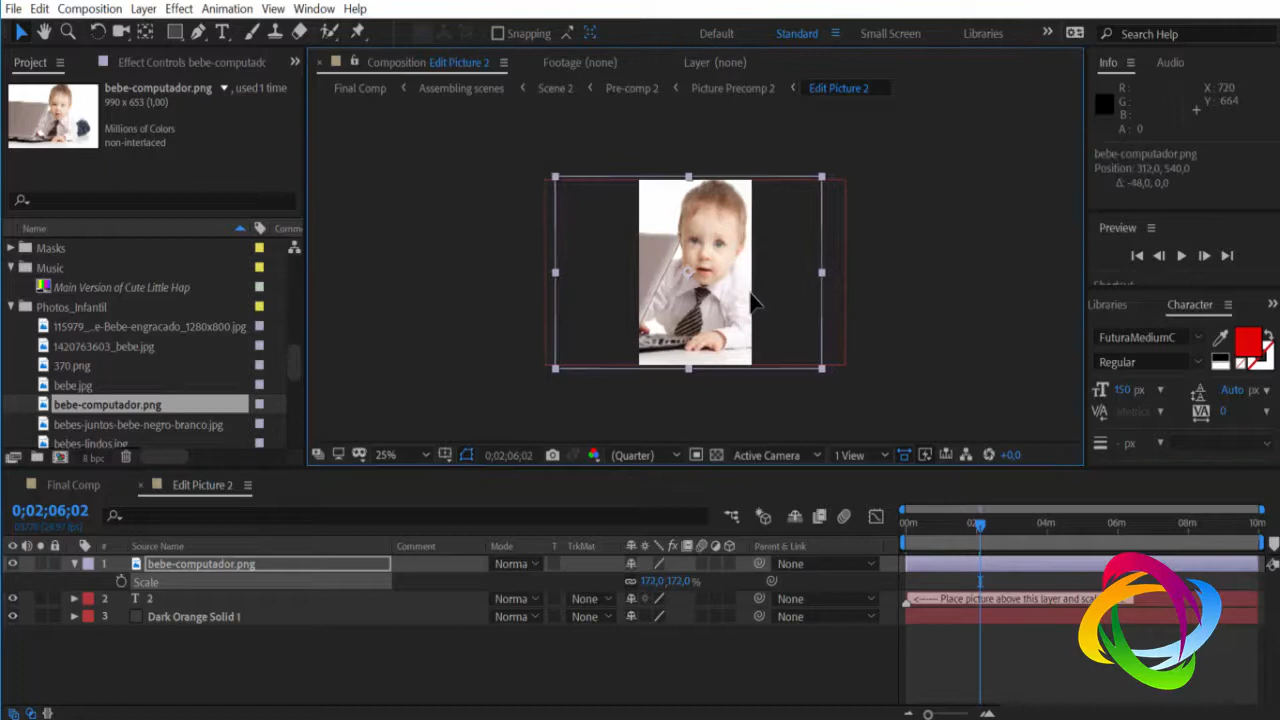 File Edit Composition Layer Effect Animation View Window Help
Snapping Default Standard Small Screen Libraries Search Help
Project Effect Controls bebe-computadc Composition Edit Picture 2 Footage (none) Layer (none) Info Audio
bebe-computador.png , used 1 time
990 x 653 (1,00)
Final Comp Assembling scenes Scene 2 Pre-comp 2 Picture Precomp 2 Edit Picture 2
R: X: 720
G: Y: 664
B:
A: 0
Millions of Colors
non-interlaced
bebe-computador.png
Position: 312,0, 540,0
Δ: -48,0, 0,0
Name Comme
Preview
Masks
Music
Main Version of Cute Little Hap
Photos_Infantil
115979_...e-Bebe-engracado_1280x800.jpg
1420763603_bebe.jpg
370.png
bebe.jpg
bebe-computador.png
bebes-juntos-bebe-negro-branco.jpg
bebes-lindos.jpg
8 bpc
Libraries Character
FuturaMediumC
Regular
150 px Auto px
Metrics 0
- px
25% 0;02;06;02 (Quarter) Active Camera 1 View +0,0
Final Comp Edit Picture 2
0;02;06;02
00m 02m 04m 06m 08m 10m
# Source Name Comment Mode T TrkMat Parent & Link
1 bebe-computador.png Norma None
Scale 172,0, 172,0 %
2 T 2 Norma None None <----- Place picture above this layer and scal
3 Dark Orange Solid 1 Norma None None